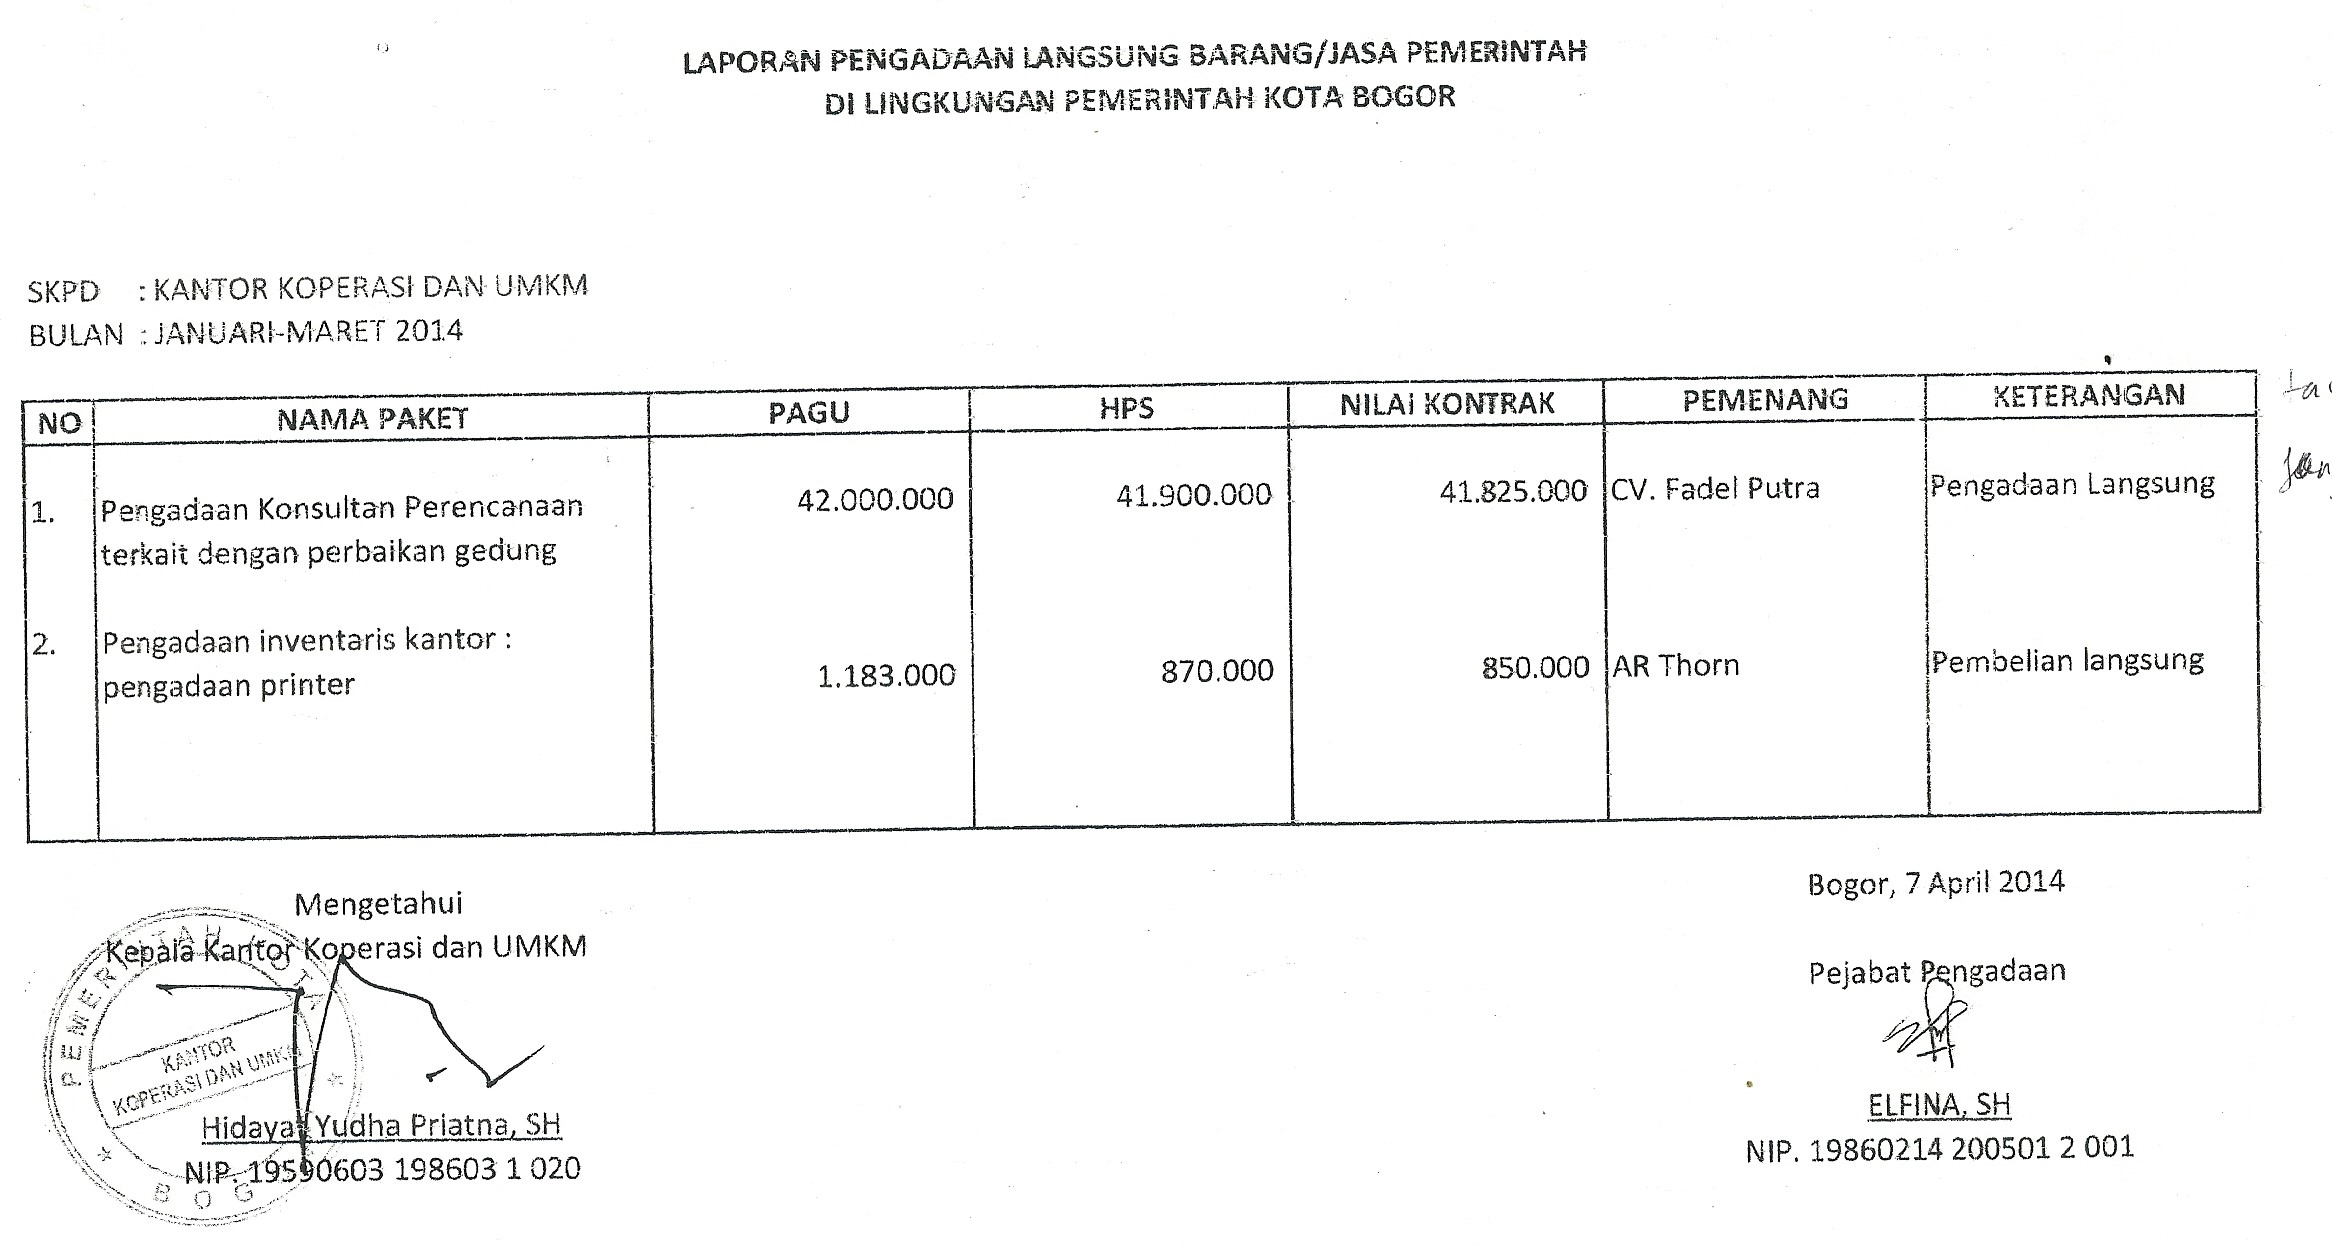 LAPORAN PENGADAAN LANGSUNG BARANG/JASA PEMERINTAH
DI LINGKUNGAN PEMERINTAH KOTA BOGOR
SKPD : KANTOR KOPERASI DAN UMKM
BULAN : JANUARI-MARET 2014
NO NAMA PAKET PAGU HPS NILAI KONTRAK PEMENANG KETERANGAN
1. Pengadaan Konsultan Perencanaan 42.000.000 41.900.000 41.825.000 CV. Fadel Putra Pengadaan Langsung
terkait dengan perbaikan gedung
2. Pengadaan inventaris kantor :
pengadaan printer 1.183.000 870.000 850.000 AR Thorn Pembelian langsung
Bogor, 7 April 2014
Mengetahui
Kepala Kantor Koperasi dan UMKM
Pejabat Pengadaan
PEMERINTAH KOTA
KANTOR
KOPERASI DAN UMKM
BOG
Hidayat Yudha Priatna, SH
NIP. 19590603 198603 1 020
ELFINA, SH
NIP. 19860214 200501 2 001